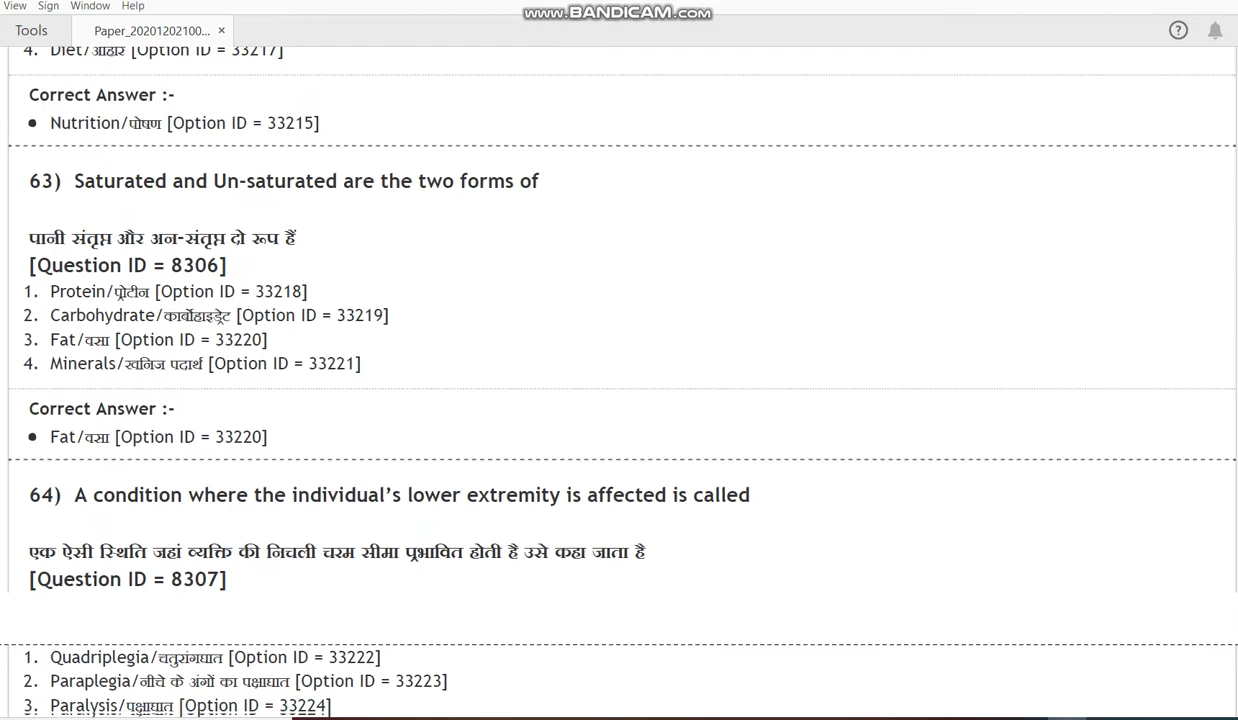 View Sign Window Help
www.BANDICAM.com
Tools Paper_20201202100... ×
4. Diet/आहार [Option ID = 33217]
Correct Answer :-
• Nutrition/पोषण [Option ID = 33215]
63) Saturated and Un-saturated are the two forms of
पानी संतृप्त और अन-संतृप्त दो रूप हैं
[Question ID = 8306]
1. Protein/प्रोटीन [Option ID = 33218]
2. Carbohydrate/कार्बोहाइड्रेट [Option ID = 33219]
3. Fat/वसा [Option ID = 33220]
4. Minerals/खनिज पदार्थ [Option ID = 33221]
Correct Answer :-
• Fat/वसा [Option ID = 33220]
64) A condition where the individual’s lower extremity is affected is called
एक ऐसी स्थिति जहां व्यक्ति की निचली चरम सीमा प्रभावित होती है उसे कहा जाता है
[Question ID = 8307]
1. Quadriplegia/चतुरांगघात [Option ID = 33222]
2. Paraplegia/नीचे के अंगों का पक्षाघात [Option ID = 33223]
3. Paralysis/पक्षाघात [Option ID = 33224]